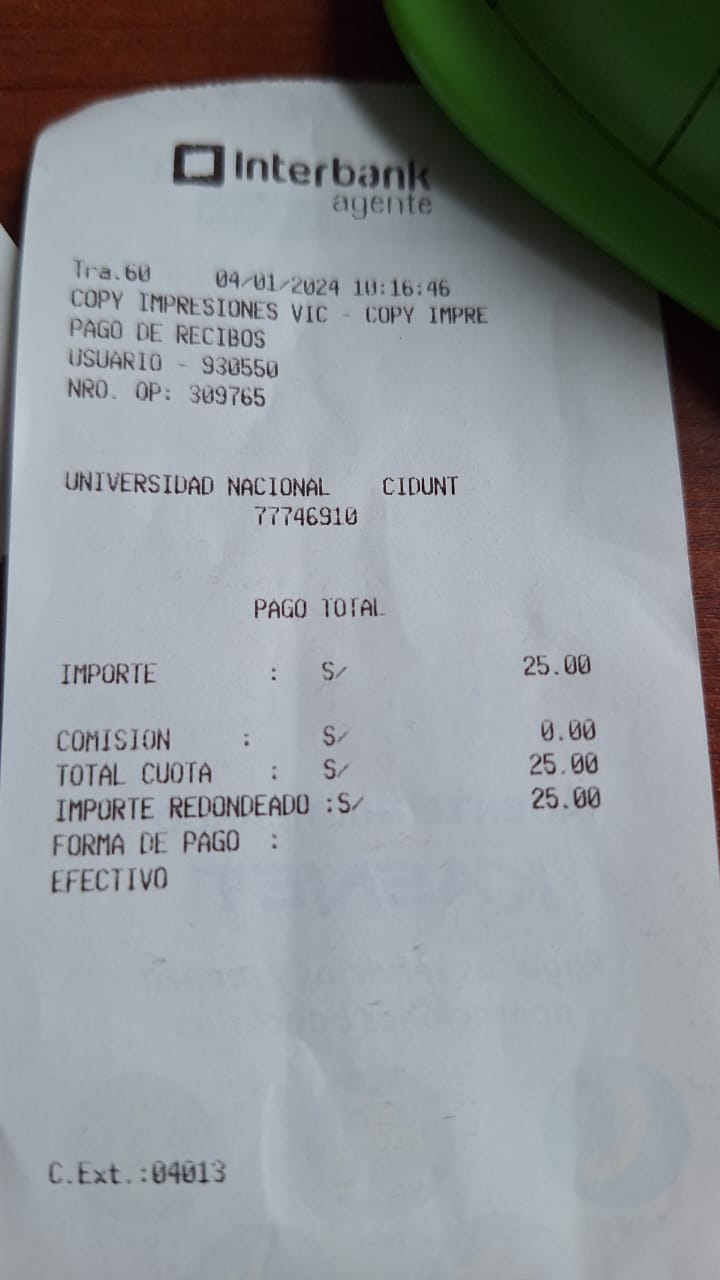 Interbank
agente
Tra.60 04/01/2024 10:16:46
COPY IMPRESIONES VIC - COPY IMPRE
PAGO DE RECIBOS
USUARIO - 930550
NRO. OP: 309765
UNIVERSIDAD NACIONAL CIDUNT
77746910
PAGO TOTAL
IMPORTE : S/ 25.00
COMISION : S/ 0.00
TOTAL CUOTA : S/ 25.00
IMPORTE REDONDEADO :S/ 25.00
FORMA DE PAGO :
EFECTIVO
C.Ext.:04013